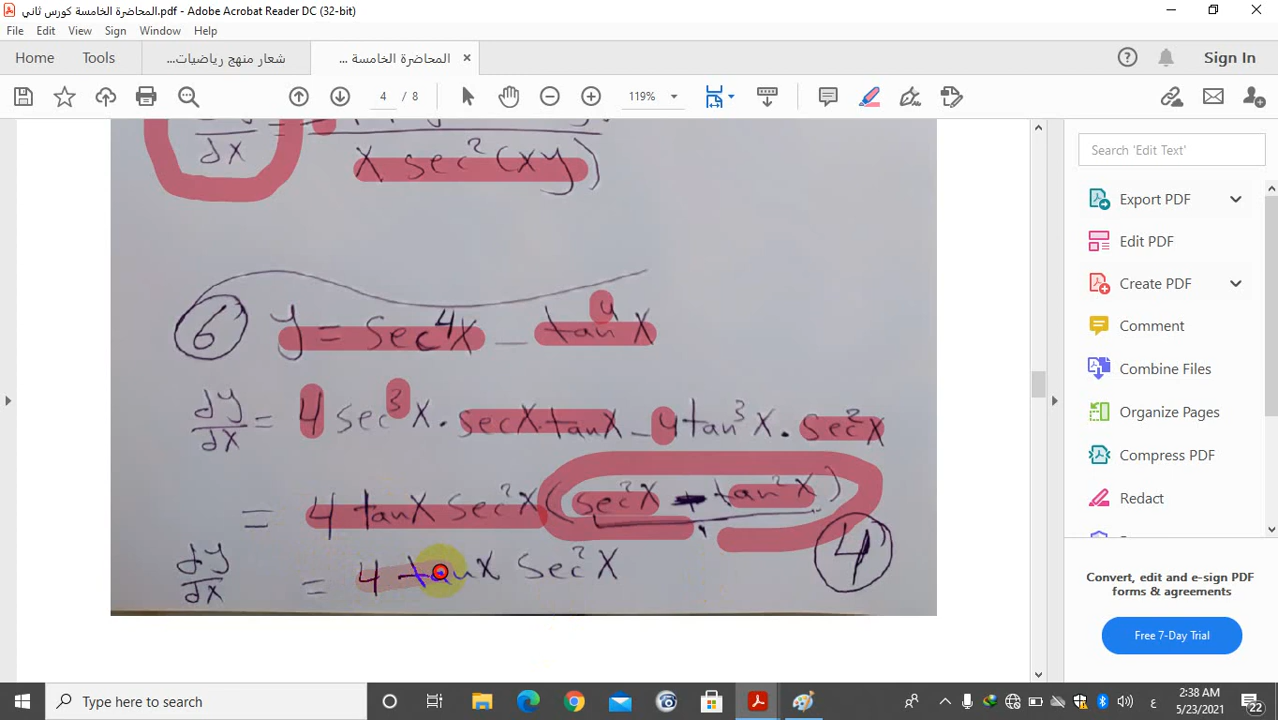 المحاضرة الخامسة كورس ثاني.pdf - Adobe Acrobat Reader DC (32-bit)
File Edit View Sign Window Help
Home Tools شعار منهج رياضيات... المحاضرة الخامسة ... × Sign In
4 / 8 119%
dx
x sec²(xy)
6 y = sec⁴x - tan⁴x
dy/dx = 4 sec³x . secx.tanx - 4tan³x . sec²x
= 4 tanx sec²x (sec²x - tan²x)
dy/dx = 4 tanx sec²x
4
Search 'Edit Text'
Export PDF
Edit PDF
Create PDF
Comment
Combine Files
Organize Pages
Compress PDF
Redact
Convert, edit and e-sign PDF
forms & agreements
Free 7-Day Trial
Type here to search
ع
2:38 AM
5/23/2021
22